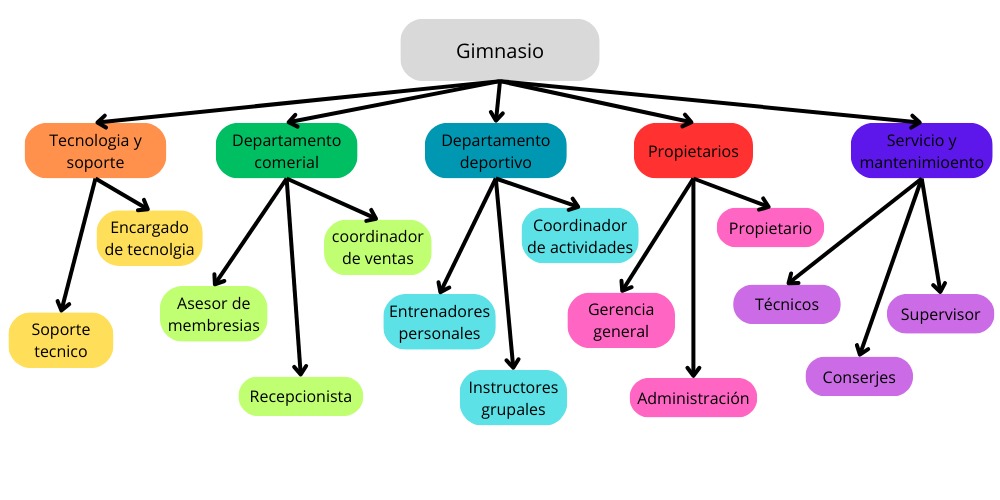 Gimnasio
Tecnologia y
soporte
Departamento
comerial
Departamento
deportivo
Propietarios
Servicio y
mantenimioento
Encargado
de tecnolgia
Soporte
tecnico
coordinador
de ventas
Asesor de
membresias
Recepcionista
Coordinador
de actividades
Entrenadores
personales
Instructores
grupales
Propietario
Gerencia
general
Administración
Técnicos
Supervisor
Conserjes